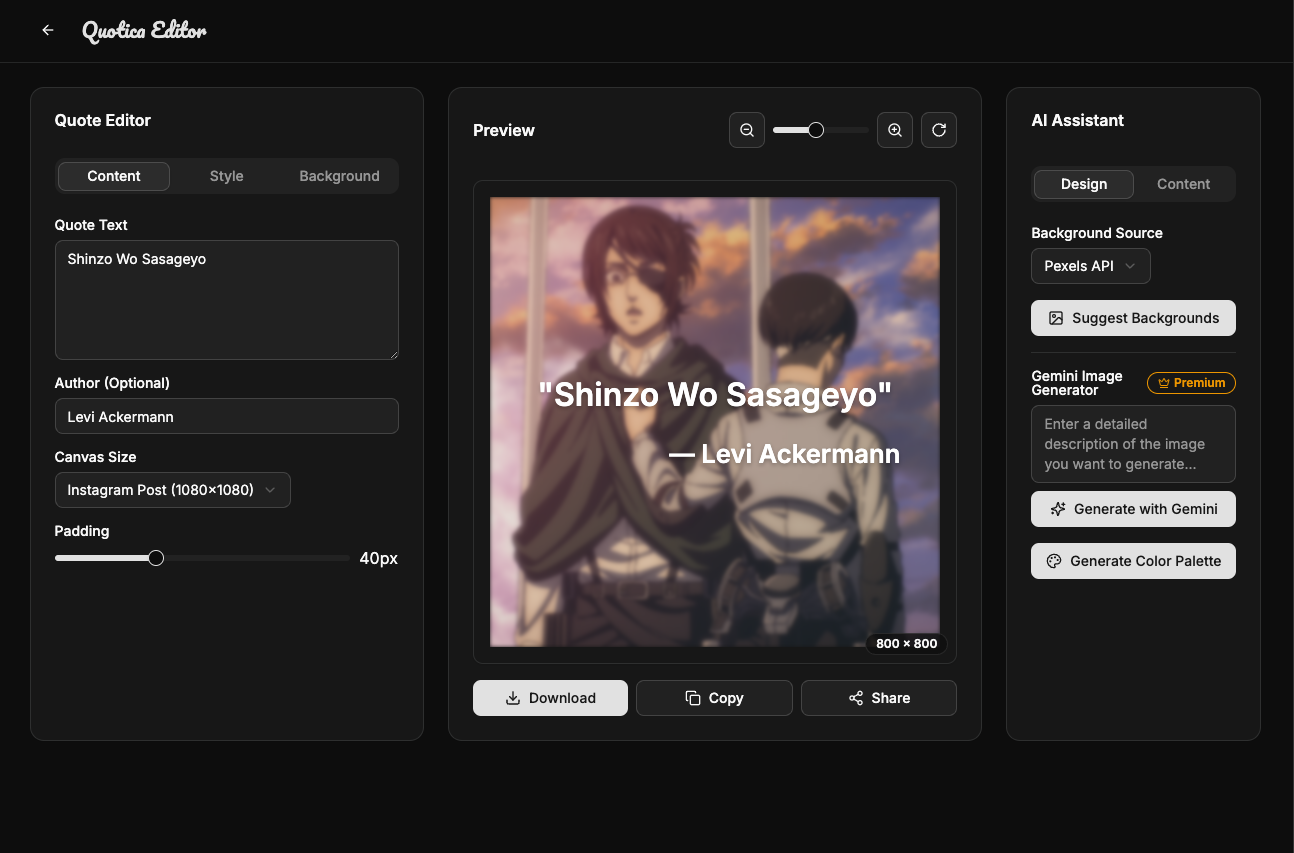 Quotica Editor
Quote Editor
Content
Style
Background
Quote Text
Shinzo Wo Sasageyo
Author (Optional)
Levi Ackermann
Canvas Size
Instagram Post (1080×1080)
Padding
40px
Preview
"Shinzo Wo Sasageyo"
— Levi Ackermann
800 × 800
Download
Copy
Share
AI Assistant
Design
Content
Background Source
Pexels API
Suggest Backgrounds
Gemini Image
Generator
Premium
Enter a detailed
description of the image
you want to generate...
Generate with Gemini
Generate Color Palette